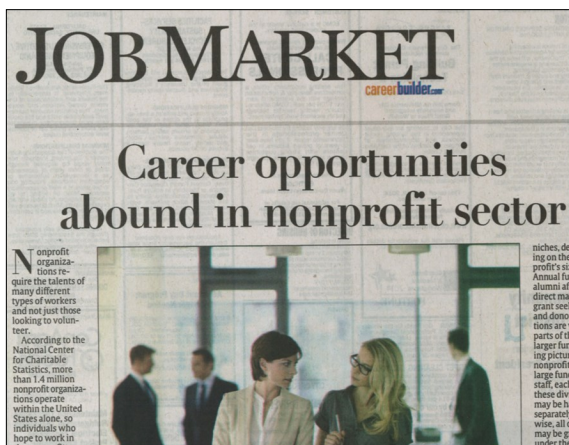 JOB MARKET
careerbuilder.com
Career opportunities
abound in nonprofit sector
Nonprofit
organiza-
tions re-
quire the talents of
many different
types of workers
and not just those
looking to volun-
teer.
According to the
National Center
for Charitable
Statistics, more
than 1.4 million
nonprofit organiza-
tions operate
within the United
States alone, so
individuals who
hope to work in
niches, de
ing on the
profit's si
Annual fu
alumni af
direct ma
grant seek
and dono
tions are
parts of th
larger fun
ing pictur
nonprofit
large fund
staff, each
these div
may be ha
separately
wise, all o
may be g
under th